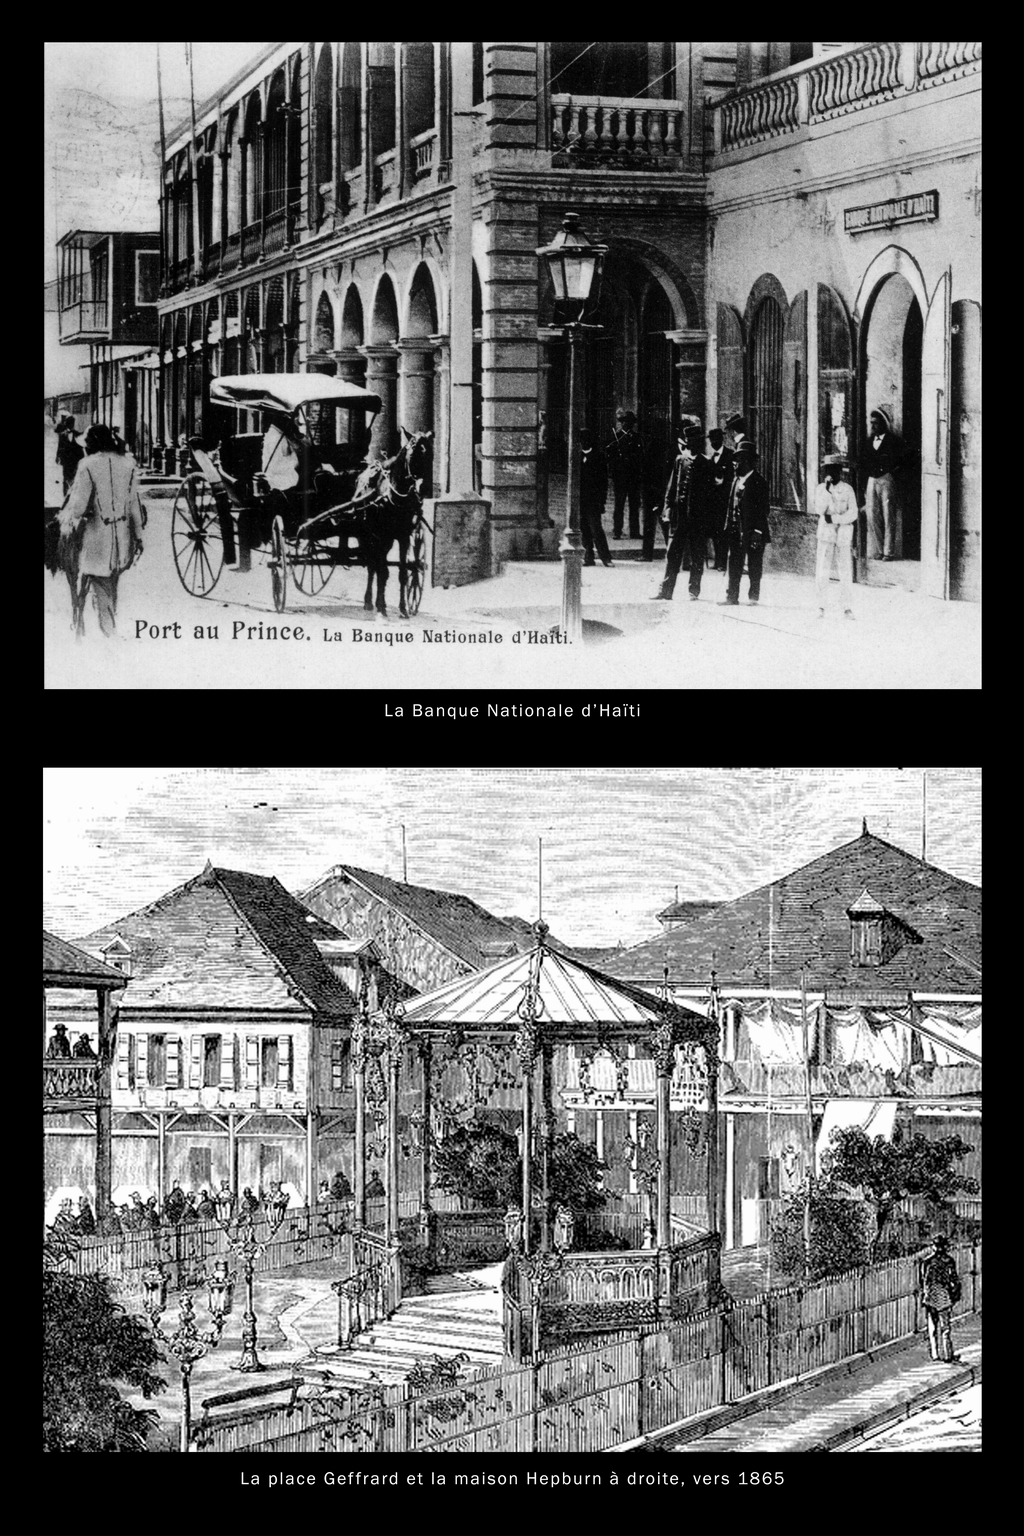 BANQUE NATIONALE D'HAÏTI
Port au Prince. La Banque Nationale d'Haïti.
La Banque Nationale d'Haïti
La place Geffrard et la maison Hepburn à droite, vers 1865